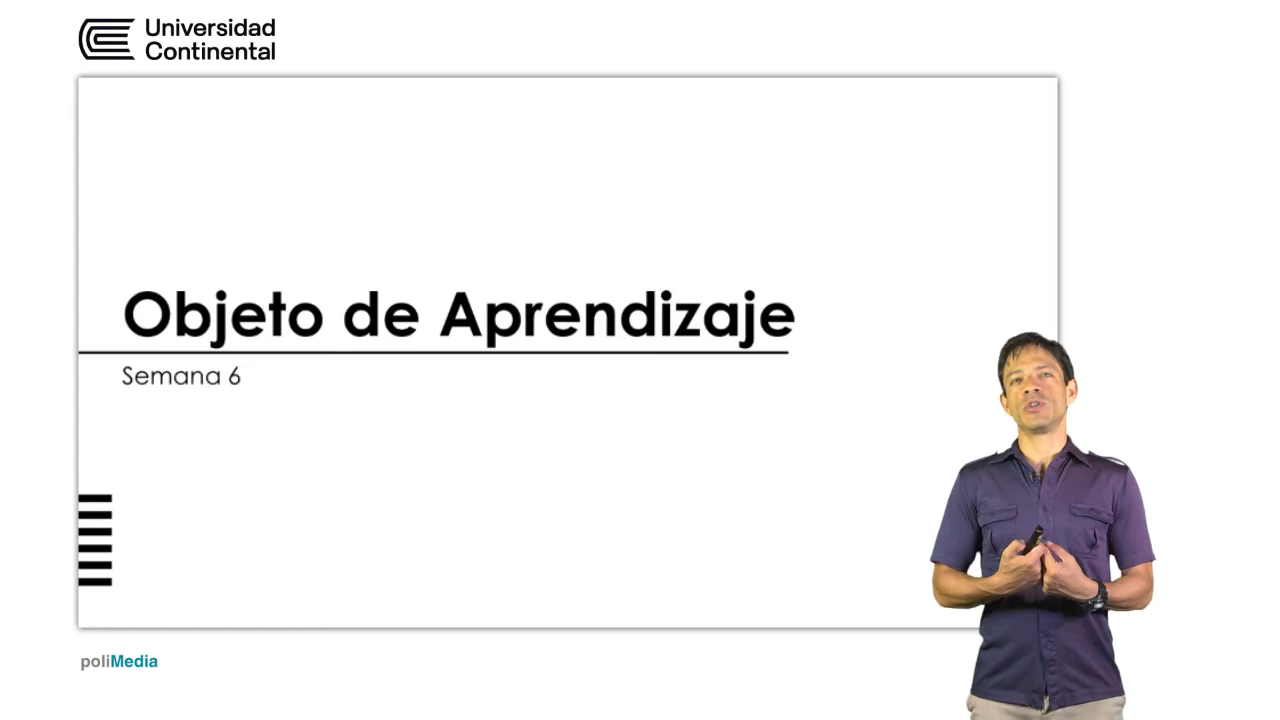 Universidad
Continental
Objeto de Aprendizaje
Semana 6
poliMedia